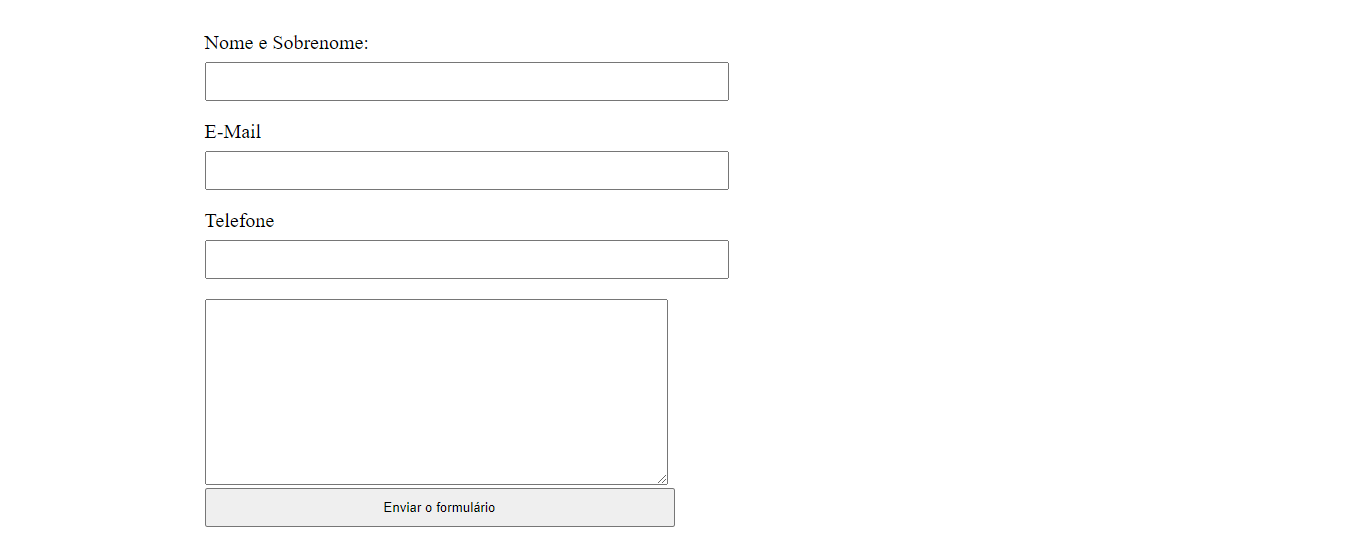 Nome e Sobrenome:
E-Mail
Telefone
Enviar o formulário